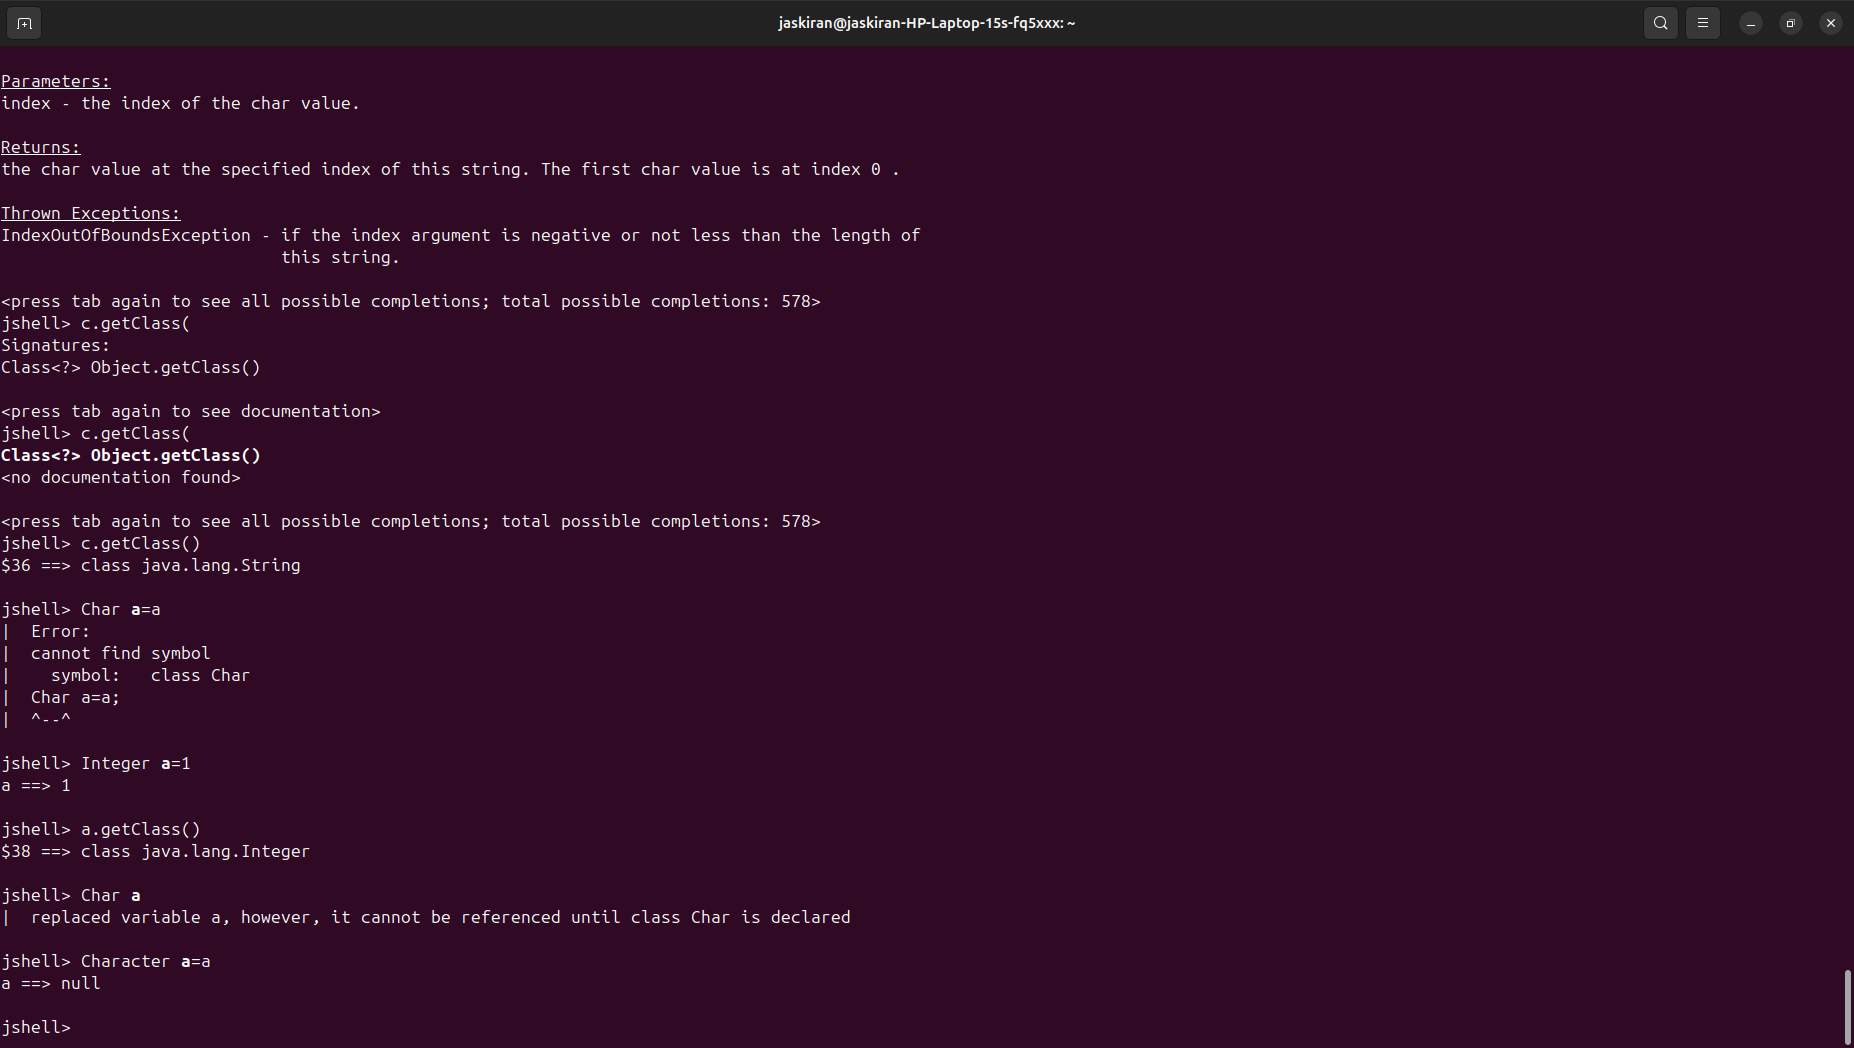 jaskiran@jaskiran-HP-Laptop-15s-fq5xxx: ~
Parameters:
index - the index of the char value.
Returns:
the char value at the specified index of this string. The first char value is at index 0 .
Thrown Exceptions:
IndexOutOfBoundsException - if the index argument is negative or not less than the length of
this string.
<press tab again to see all possible completions; total possible completions: 578>
jshell> c.getClass(
Signatures:
Class<?> Object.getClass()
<press tab again to see documentation>
jshell> c.getClass(
Class<?> Object.getClass()
<no documentation found>
<press tab again to see all possible completions; total possible completions: 578>
jshell> c.getClass()
$36 ==> class java.lang.String
jshell> Char a=a
|  Error:
|  cannot find symbol
|    symbol:   class Char
|  Char a=a;
|  ^--^
jshell> Integer a=1
a ==> 1
jshell> a.getClass()
$38 ==> class java.lang.Integer
jshell> Char a
|  replaced variable a, however, it cannot be referenced until class Char is declared
jshell> Character a=a
a ==> null
jshell>